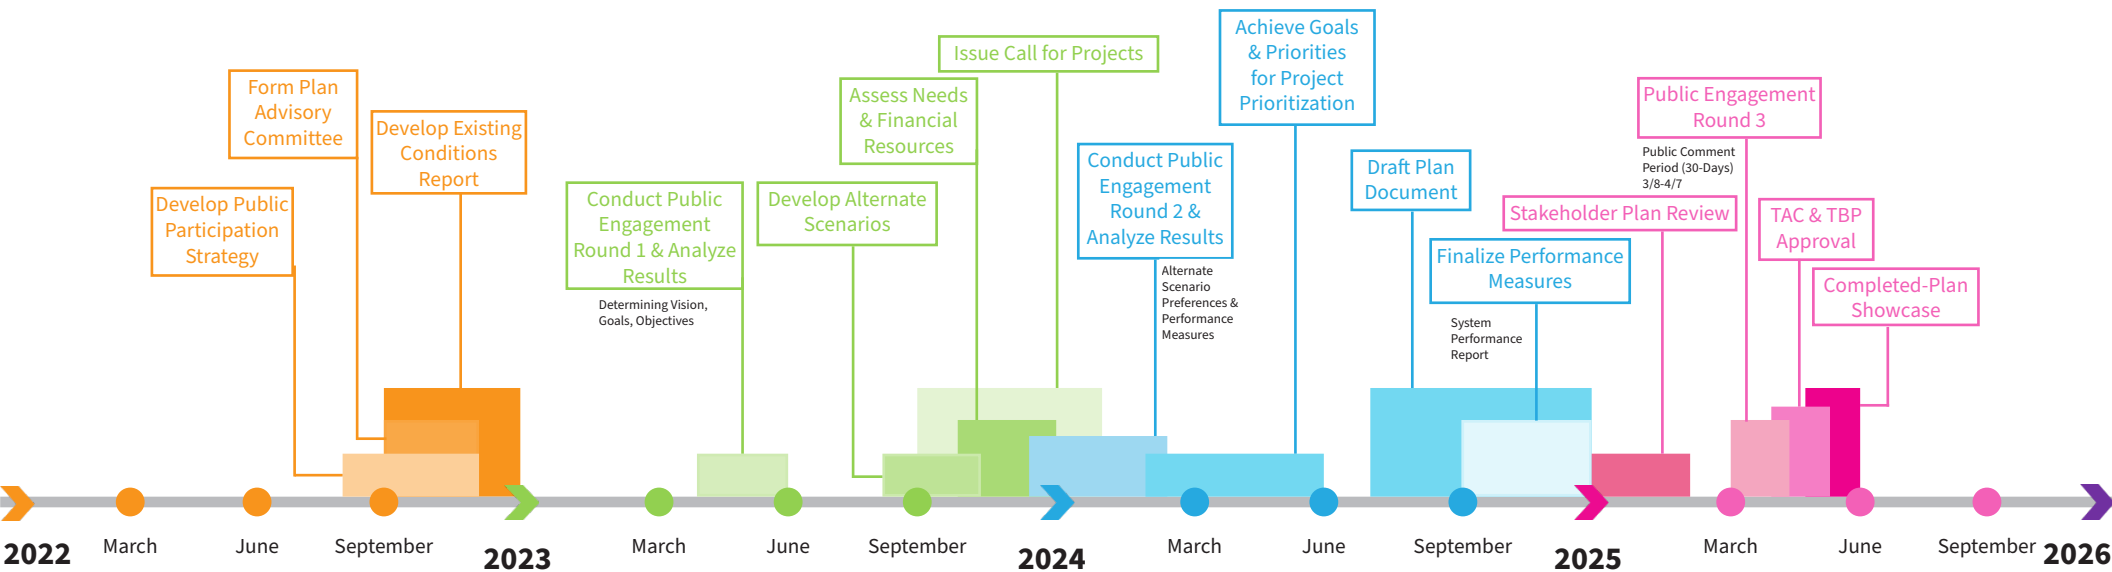 Develop Public
Participation
Strategy
Form Plan
Advisory
Committee
Develop Existing
Conditions
Report
Conduct Public
Engagement
Round 1 & Analyze
Results
Determining Vision,
Goals, Objectives
Develop Alternate
Scenarios
Assess Needs
& Financial
Resources
Issue Call for Projects
Conduct Public
Engagement
Round 2 &
Analyze Results
Alternate
Scenario
Preferences &
Performance
Measures
Achieve Goals
& Priorities
for Project
Prioritization
Draft Plan
Document
Finalize Performance
Measures
System
Performance
Report
Stakeholder Plan Review
Public Engagement
Round 3
Public Comment
Period (30-Days)
3/8-4/7
TAC & TBP
Approval
Completed-Plan
Showcase
2022
March
June
September
2023
March
June
September
2024
March
June
September
2025
March
June
September
2026